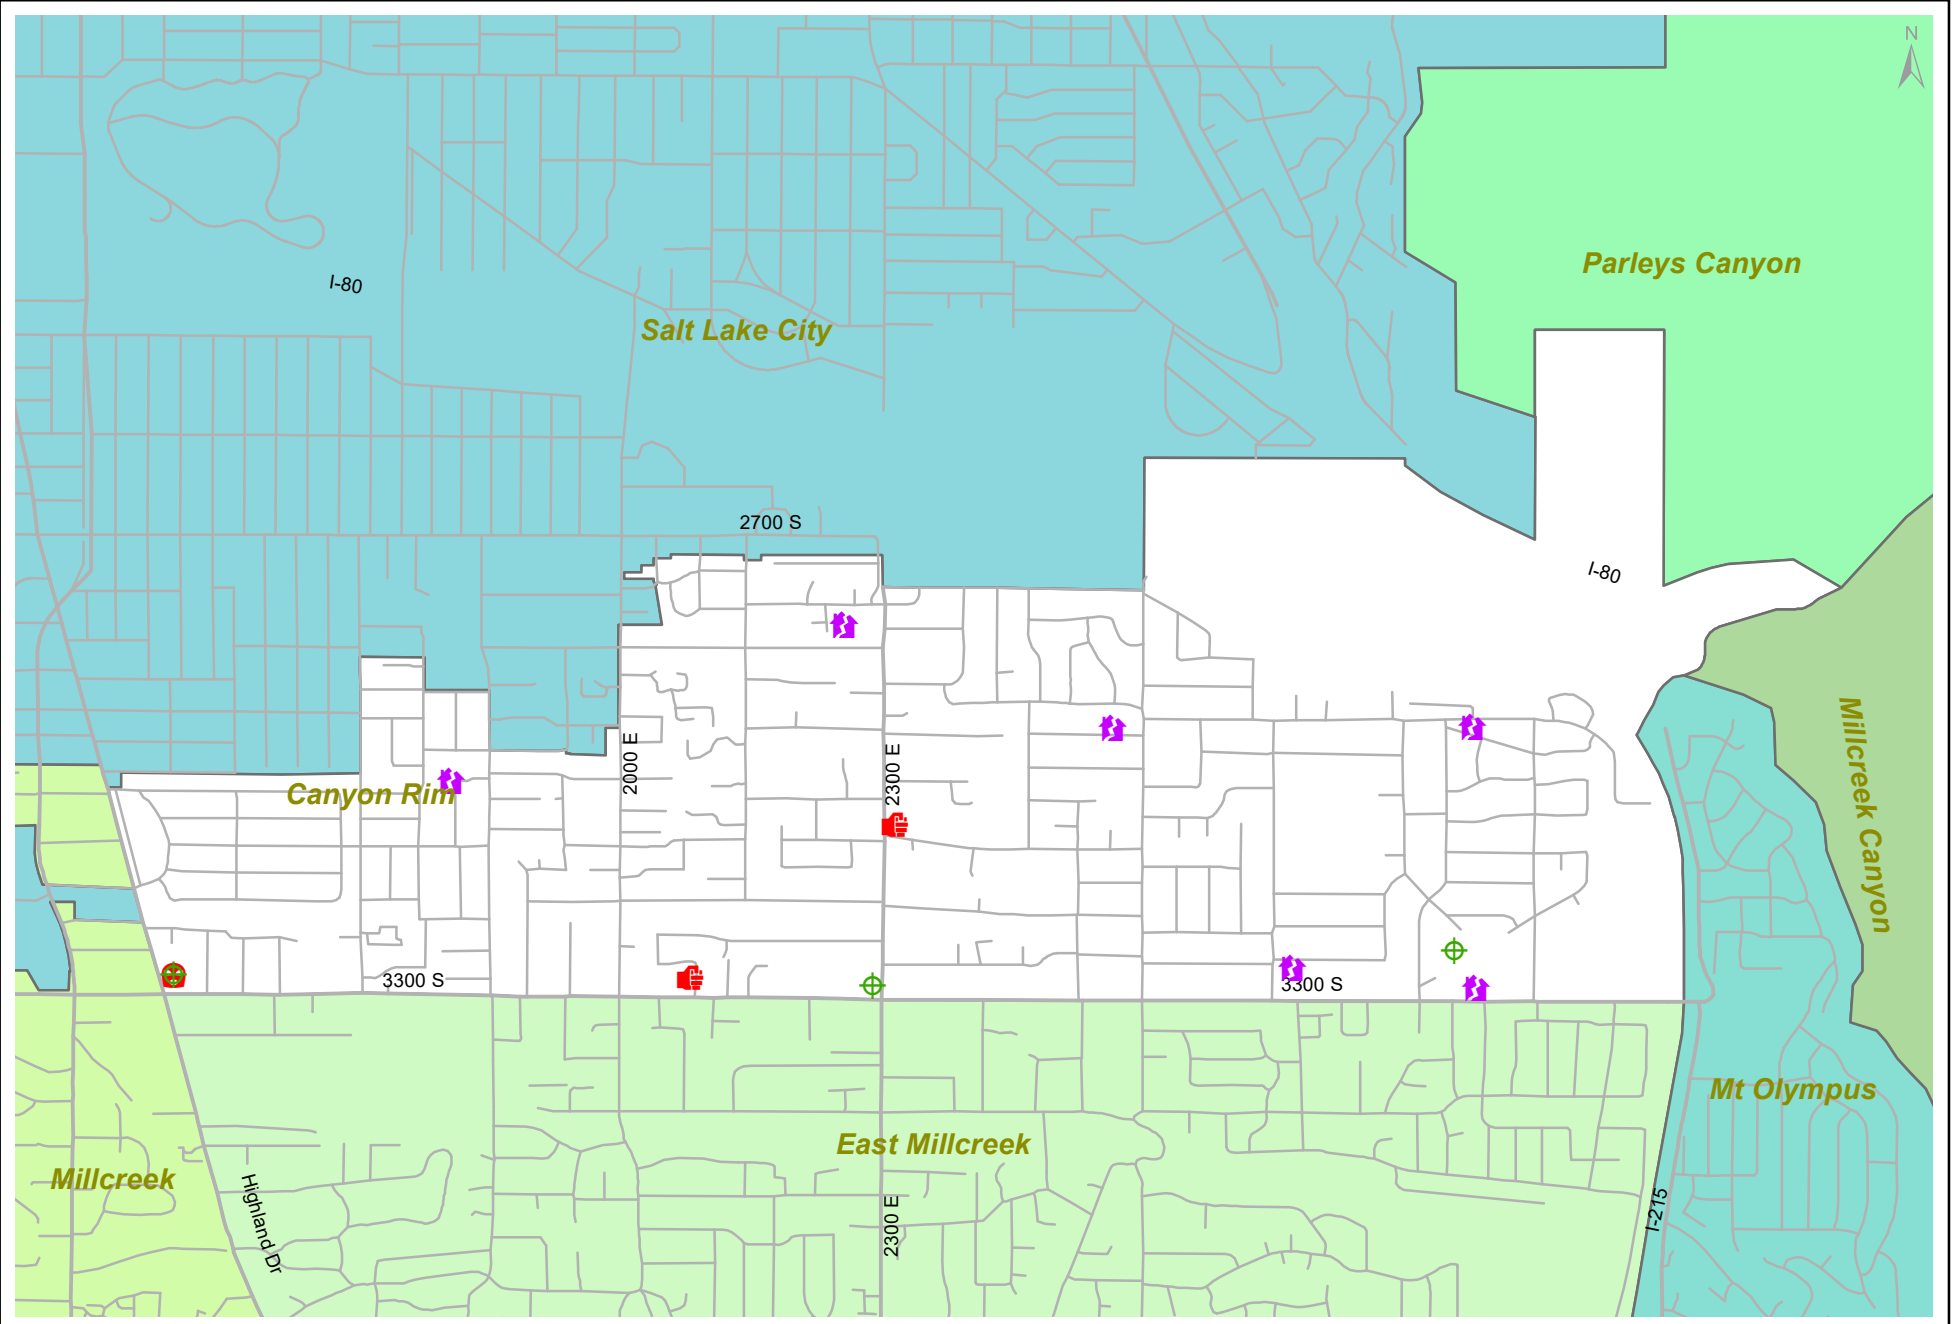 N
Parleys Canyon
I-80
Salt Lake City
2700 S
I-80
2000 E
2300 E
Canyon Rim
Millcreek Canyon
3300 S
3300 S
Mt Olympus
East Millcreek
Millcreek
Highland Dr
2300 E
I-215